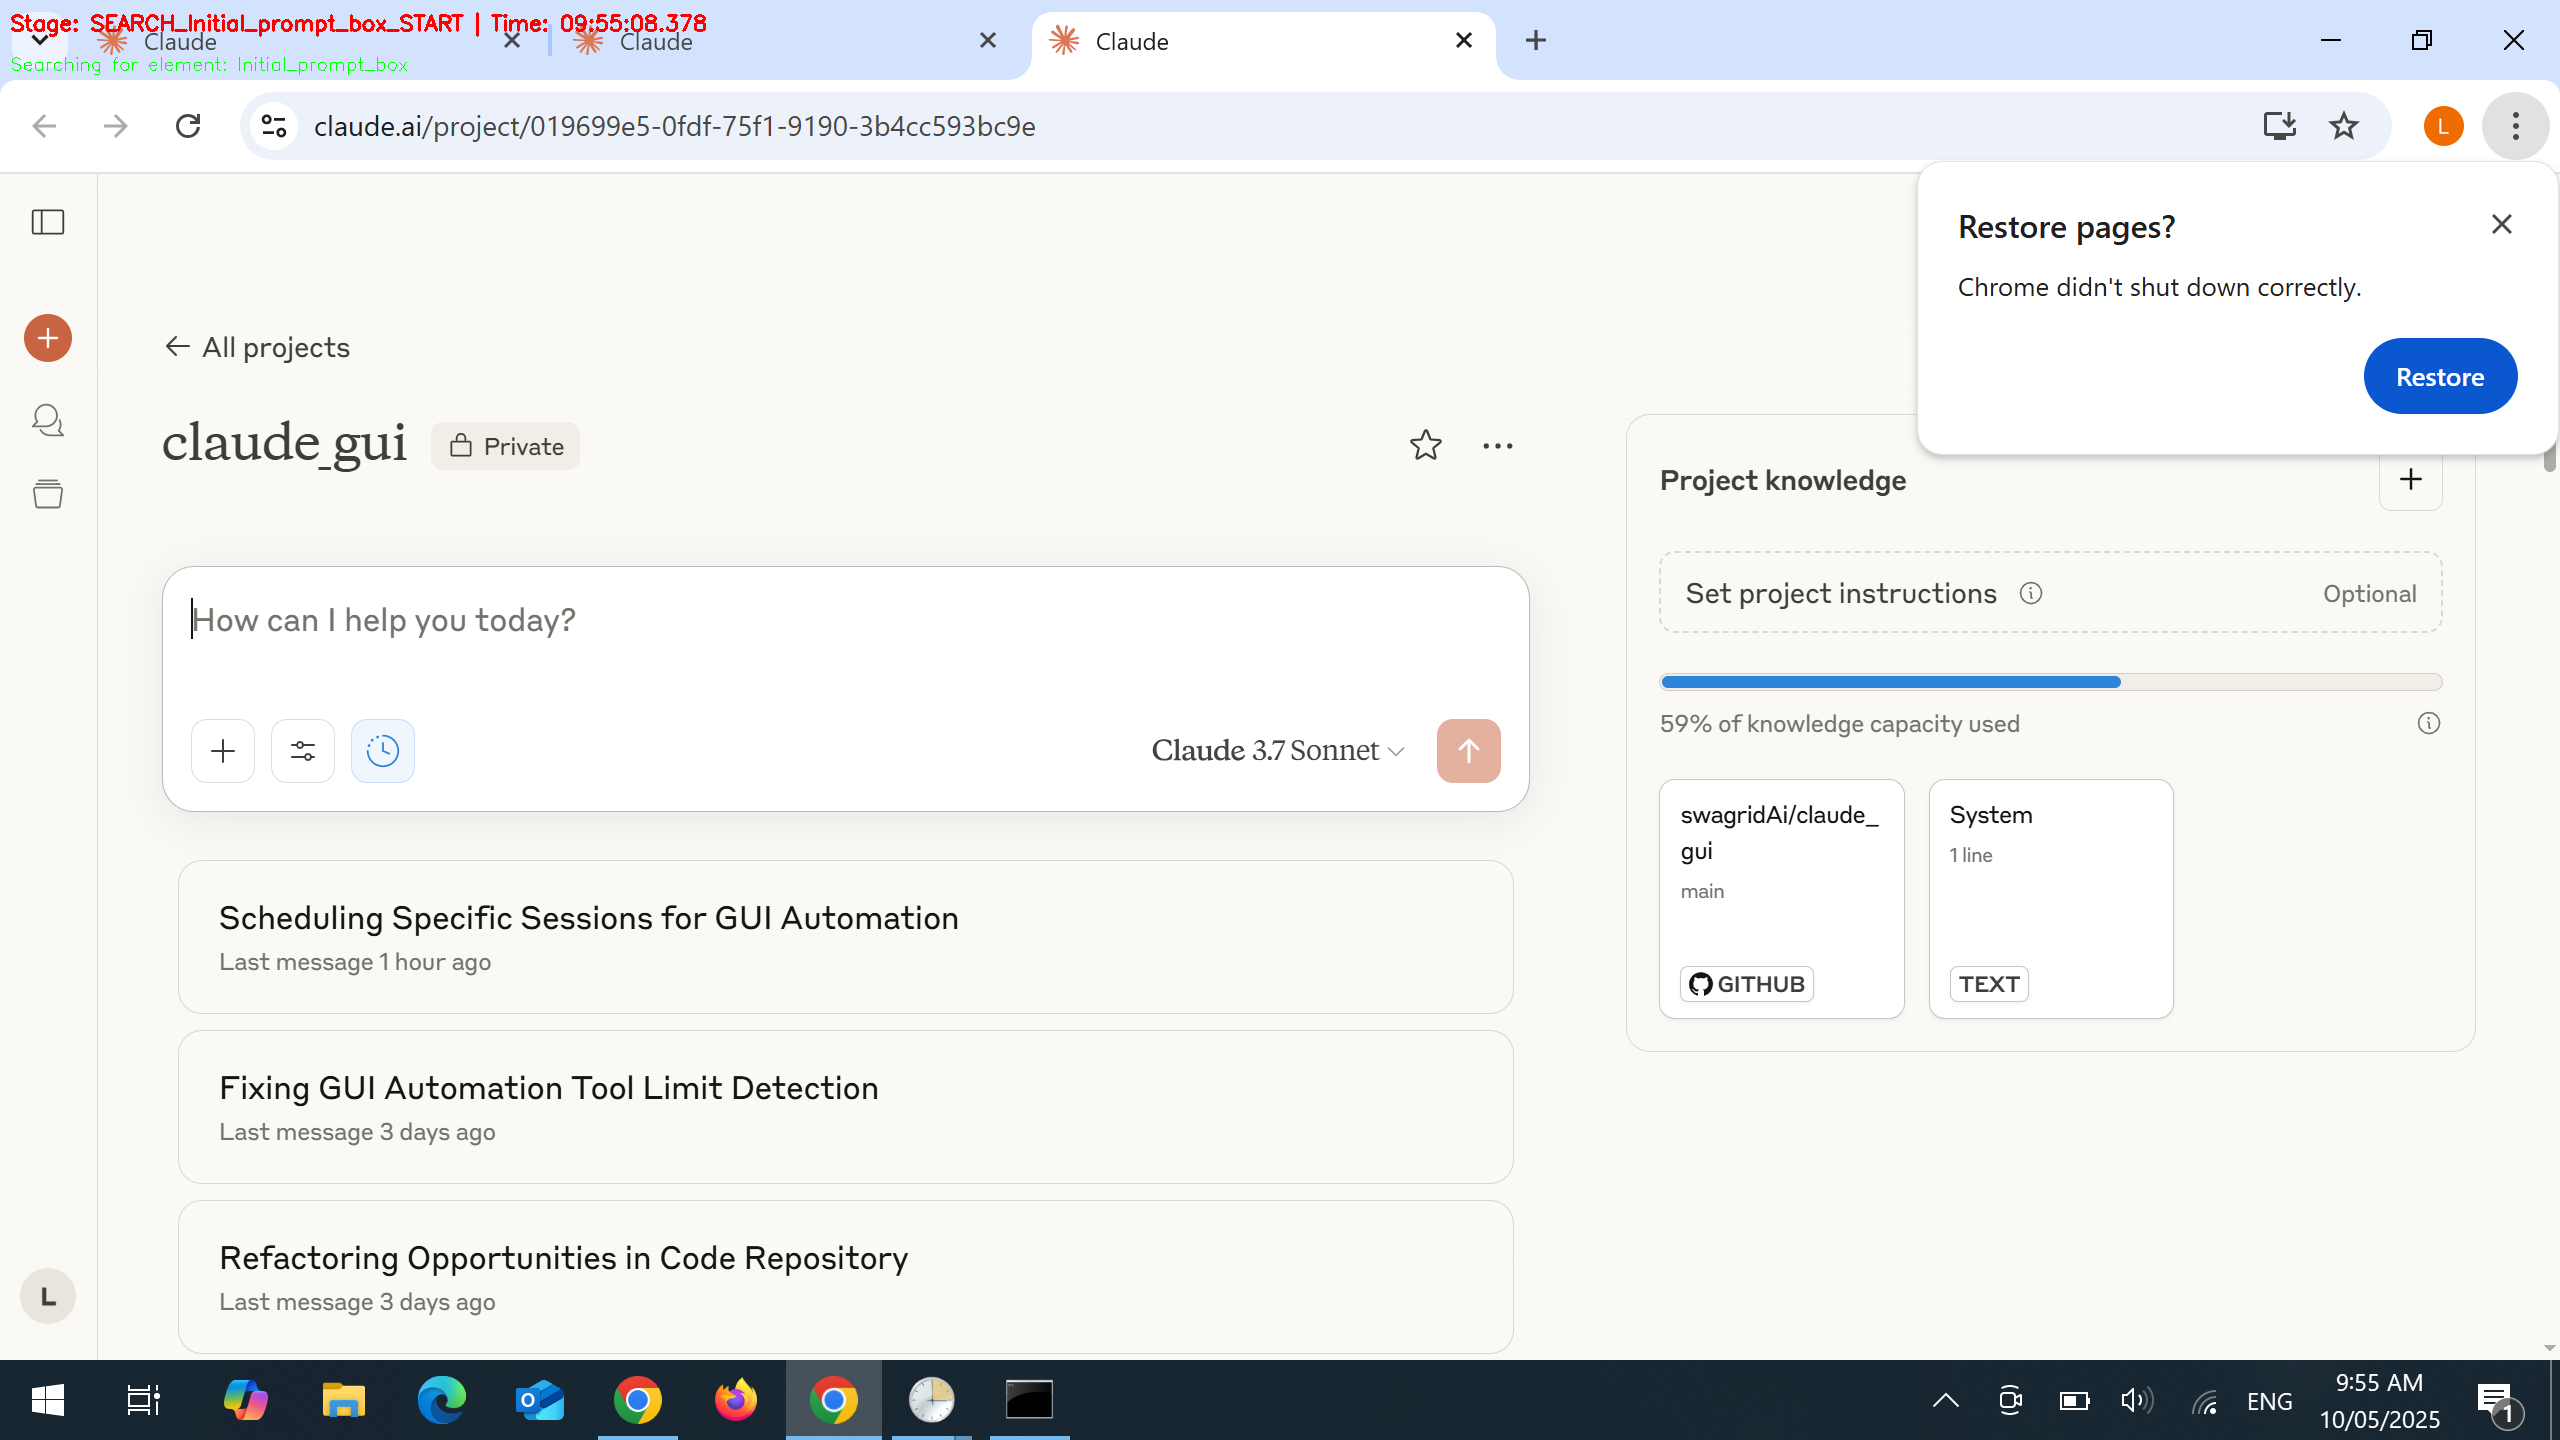 Stage: SEARCH_Initial_prompt_box_START | Time: 09:55:08.378
Claude
Claude
Claude
Searching for element: Initial_prompt_box
claude.ai/project/019699e5-0fdf-75f1-9190-3b4cc593bc9e
L
Restore pages?
Chrome didn't shut down correctly.
Restore
All projects
claude_gui
Private
Project knowledge
Set project instructions
Optional
How can I help you today?
59% of knowledge capacity used
Claude 3.7 Sonnet
swagridAi/claude_
gui
main
GITHUB
System
1 line
TEXT
Scheduling Specific Sessions for GUI Automation
Last message 1 hour ago
Fixing GUI Automation Tool Limit Detection
Last message 3 days ago
Refactoring Opportunities in Code Repository
Last message 3 days ago
L
ENG
9:55 AM
10/05/2025
1